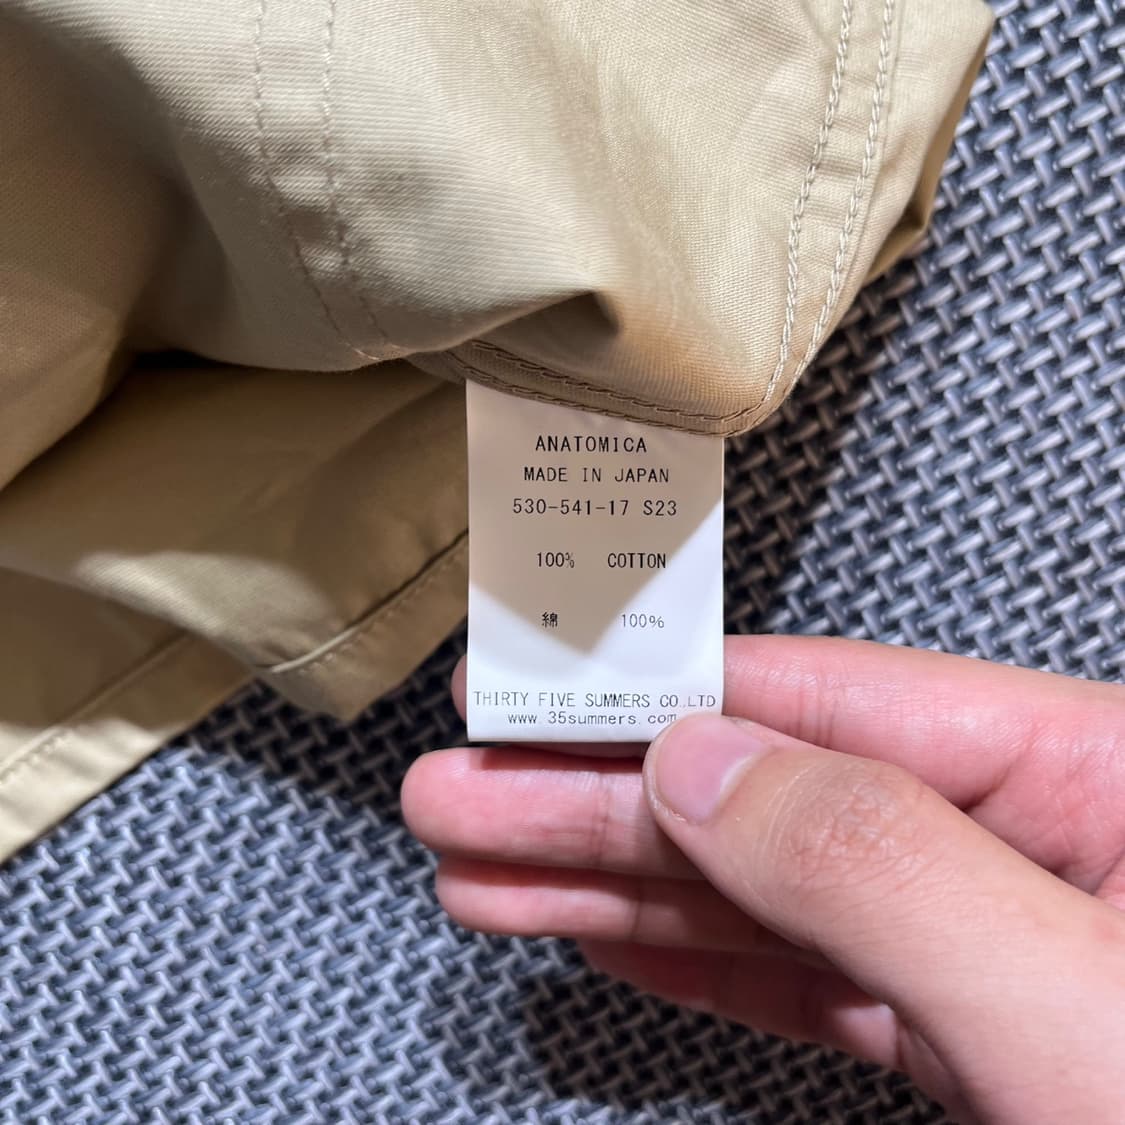 ANATOMICA
MADE IN JAPAN
530-541-17 S23
100% COTTON
綿 100%
THIRTY FIVE SUMMERS CO.,LTD
www.35summers.com